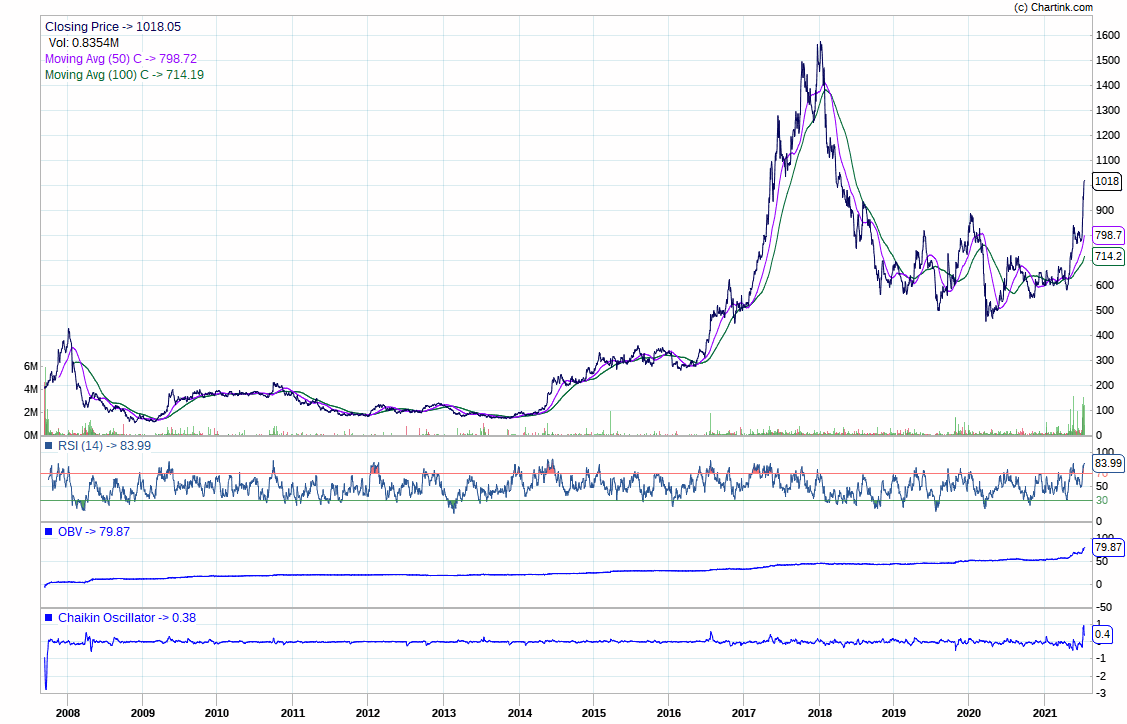 (c) Chartink.com
Closing Price -> 1018.05
Vol: 0.8354M
Moving Avg (50) C -> 798.72
Moving Avg (100) C -> 714.19
1600
1500
1400
1300
1200
1100
1018
900
798.7
714.2
600
500
400
300
200
100
0
6M
4M
2M
0M
RSI (14) -> 83.99
100
83.99
50
30
0
OBV -> 79.87
100
79.87
50
0
-50
Chaikin Oscillator -> 0.38
1
0.4
-1
-2
-3
2008 2009 2010 2011 2012 2013 2014 2015 2016 2017 2018 2019 2020 2021